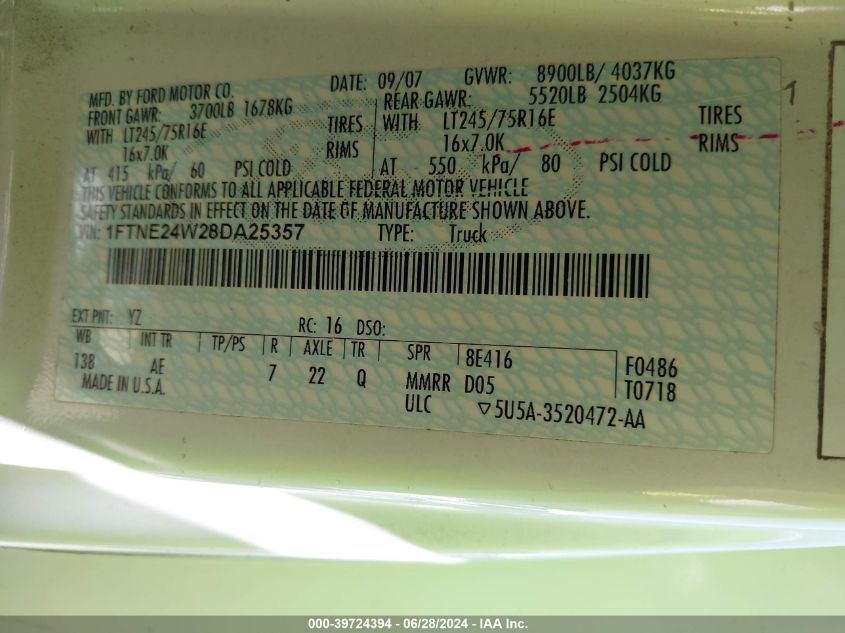 MFD. BY FORD MOTOR CO.
DATE: 09/07 GVWR: 8900LB/ 4037KG
FRONT GAWR: 3700LB 1678KG
REAR GAWR: 5520LB 2504KG
WITH LT245/75R16E TIRES
WITH LT245/75R16E TIRES
16x7.0K RIMS
16x7.0K RIMS
AT 415 kPa/ 60 PSI COLD
AT 550 kPa/ 80 PSI COLD
THIS VEHICLE CONFORMS TO ALL APPLICABLE FEDERAL MOTOR VEHICLE
SAFETY STANDARDS IN EFFECT ON THE DATE OF MANUFACTURE SHOWN ABOVE.
VIN: 1FTNE24W28DA25357 TYPE: Truck
EXT PNT: YZ RC: 16 DSO:
WB INT TR TP/PS R AXLE TR SPR 8E416 F0486
138 AE 7 22 Q MMRR D05 T0718
MADE IN U.S.A. ULC ▽5U5A-3520472-AA
000-39724394 - 06/28/2024 - IAA Inc.